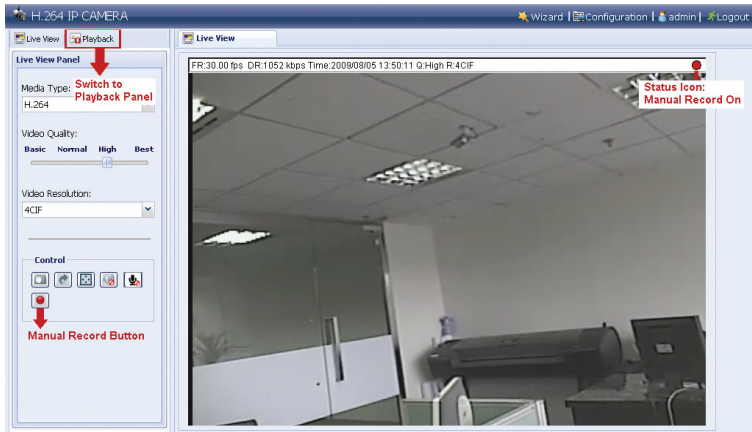 H.264 IP CAMERA
Wizard | Configuration | admin | Logout
Live View Playback
Live View
Live View Panel
Switch to
Playback Panel
Media Type:
H.264
Video Quality:
Basic Normal High Best
Video Resolution:
4CIF
Control
Manual Record Button
FR:30.00 fps DR:1052 kbps Time:2009/08/05 13:50:11 Q:High R:4CIF
Status Icon:
Manual Record On